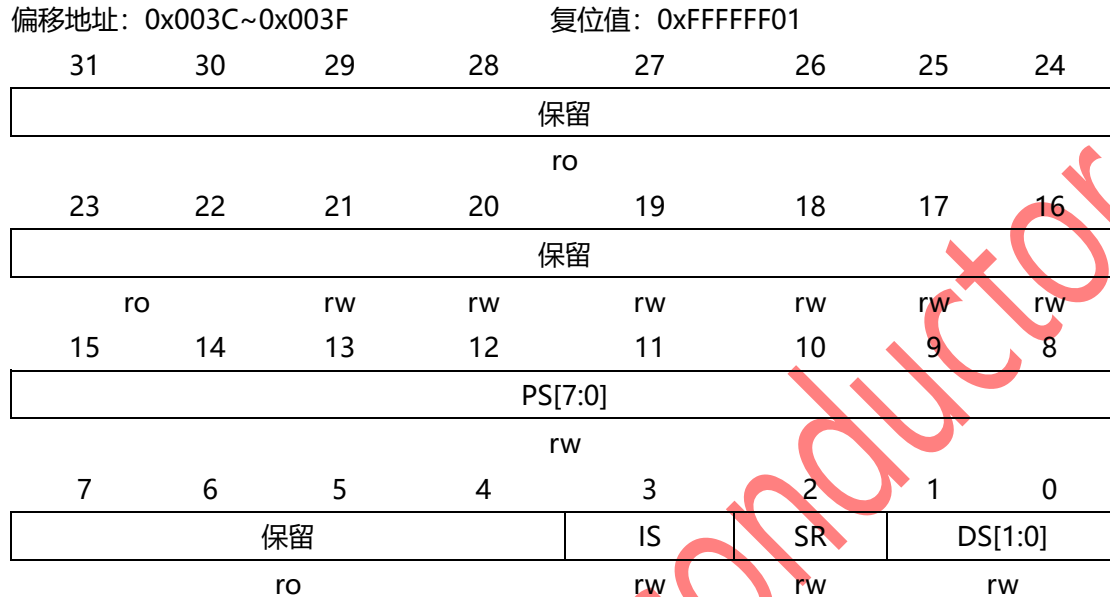 偏移地址：0x003C~0x003F 复位值：0xFFFFFF01
31 30 29 28 27 26 25 24
保留
ro
23 22 21 20 19 18 17 16
保留
ro rw rw rw rw rw rw
15 14 13 12 11 10 9 8
PS[7:0]
rw
7 6 5 4 3 2 1 0
保留 IS SR DS[1:0]
ro rw rw rw
onductor